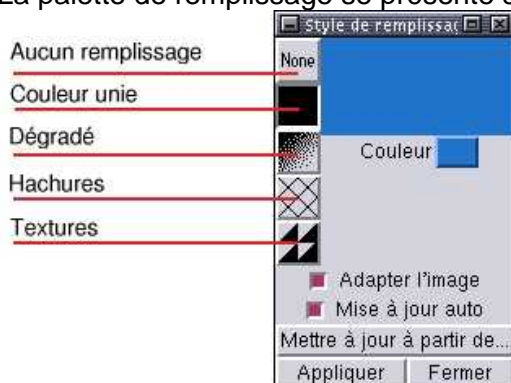 La palette de remplissage se présente
Style de remplissa
Aucun remplissage
None
Couleur unie
Dégradé
Couleur
Hachures
Textures
Adapter l'image
Mise à jour auto
Mettre à jour à partir de...
Appliquer
Fermer